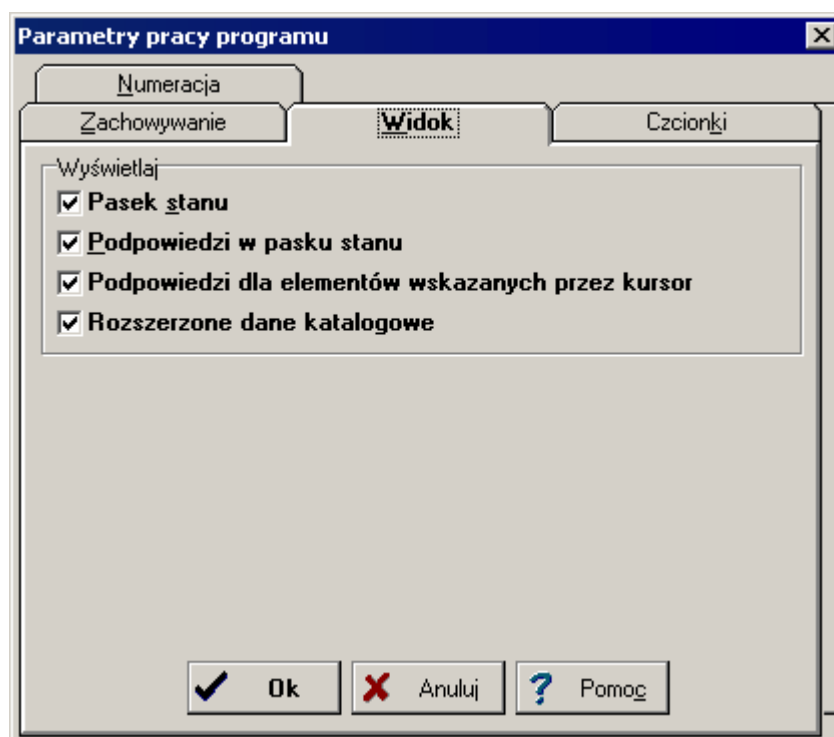 Parametry pracy programu
Numeracja
Zachowywanie Widok Czcionki
Wyświetlaj
Pasek stanu
Podpowiedzi w pasku stanu
Podpowiedzi dla elementów wskazanych przez kursor
Rozszerzone dane katalogowe
Ok Anuluj Pomoc